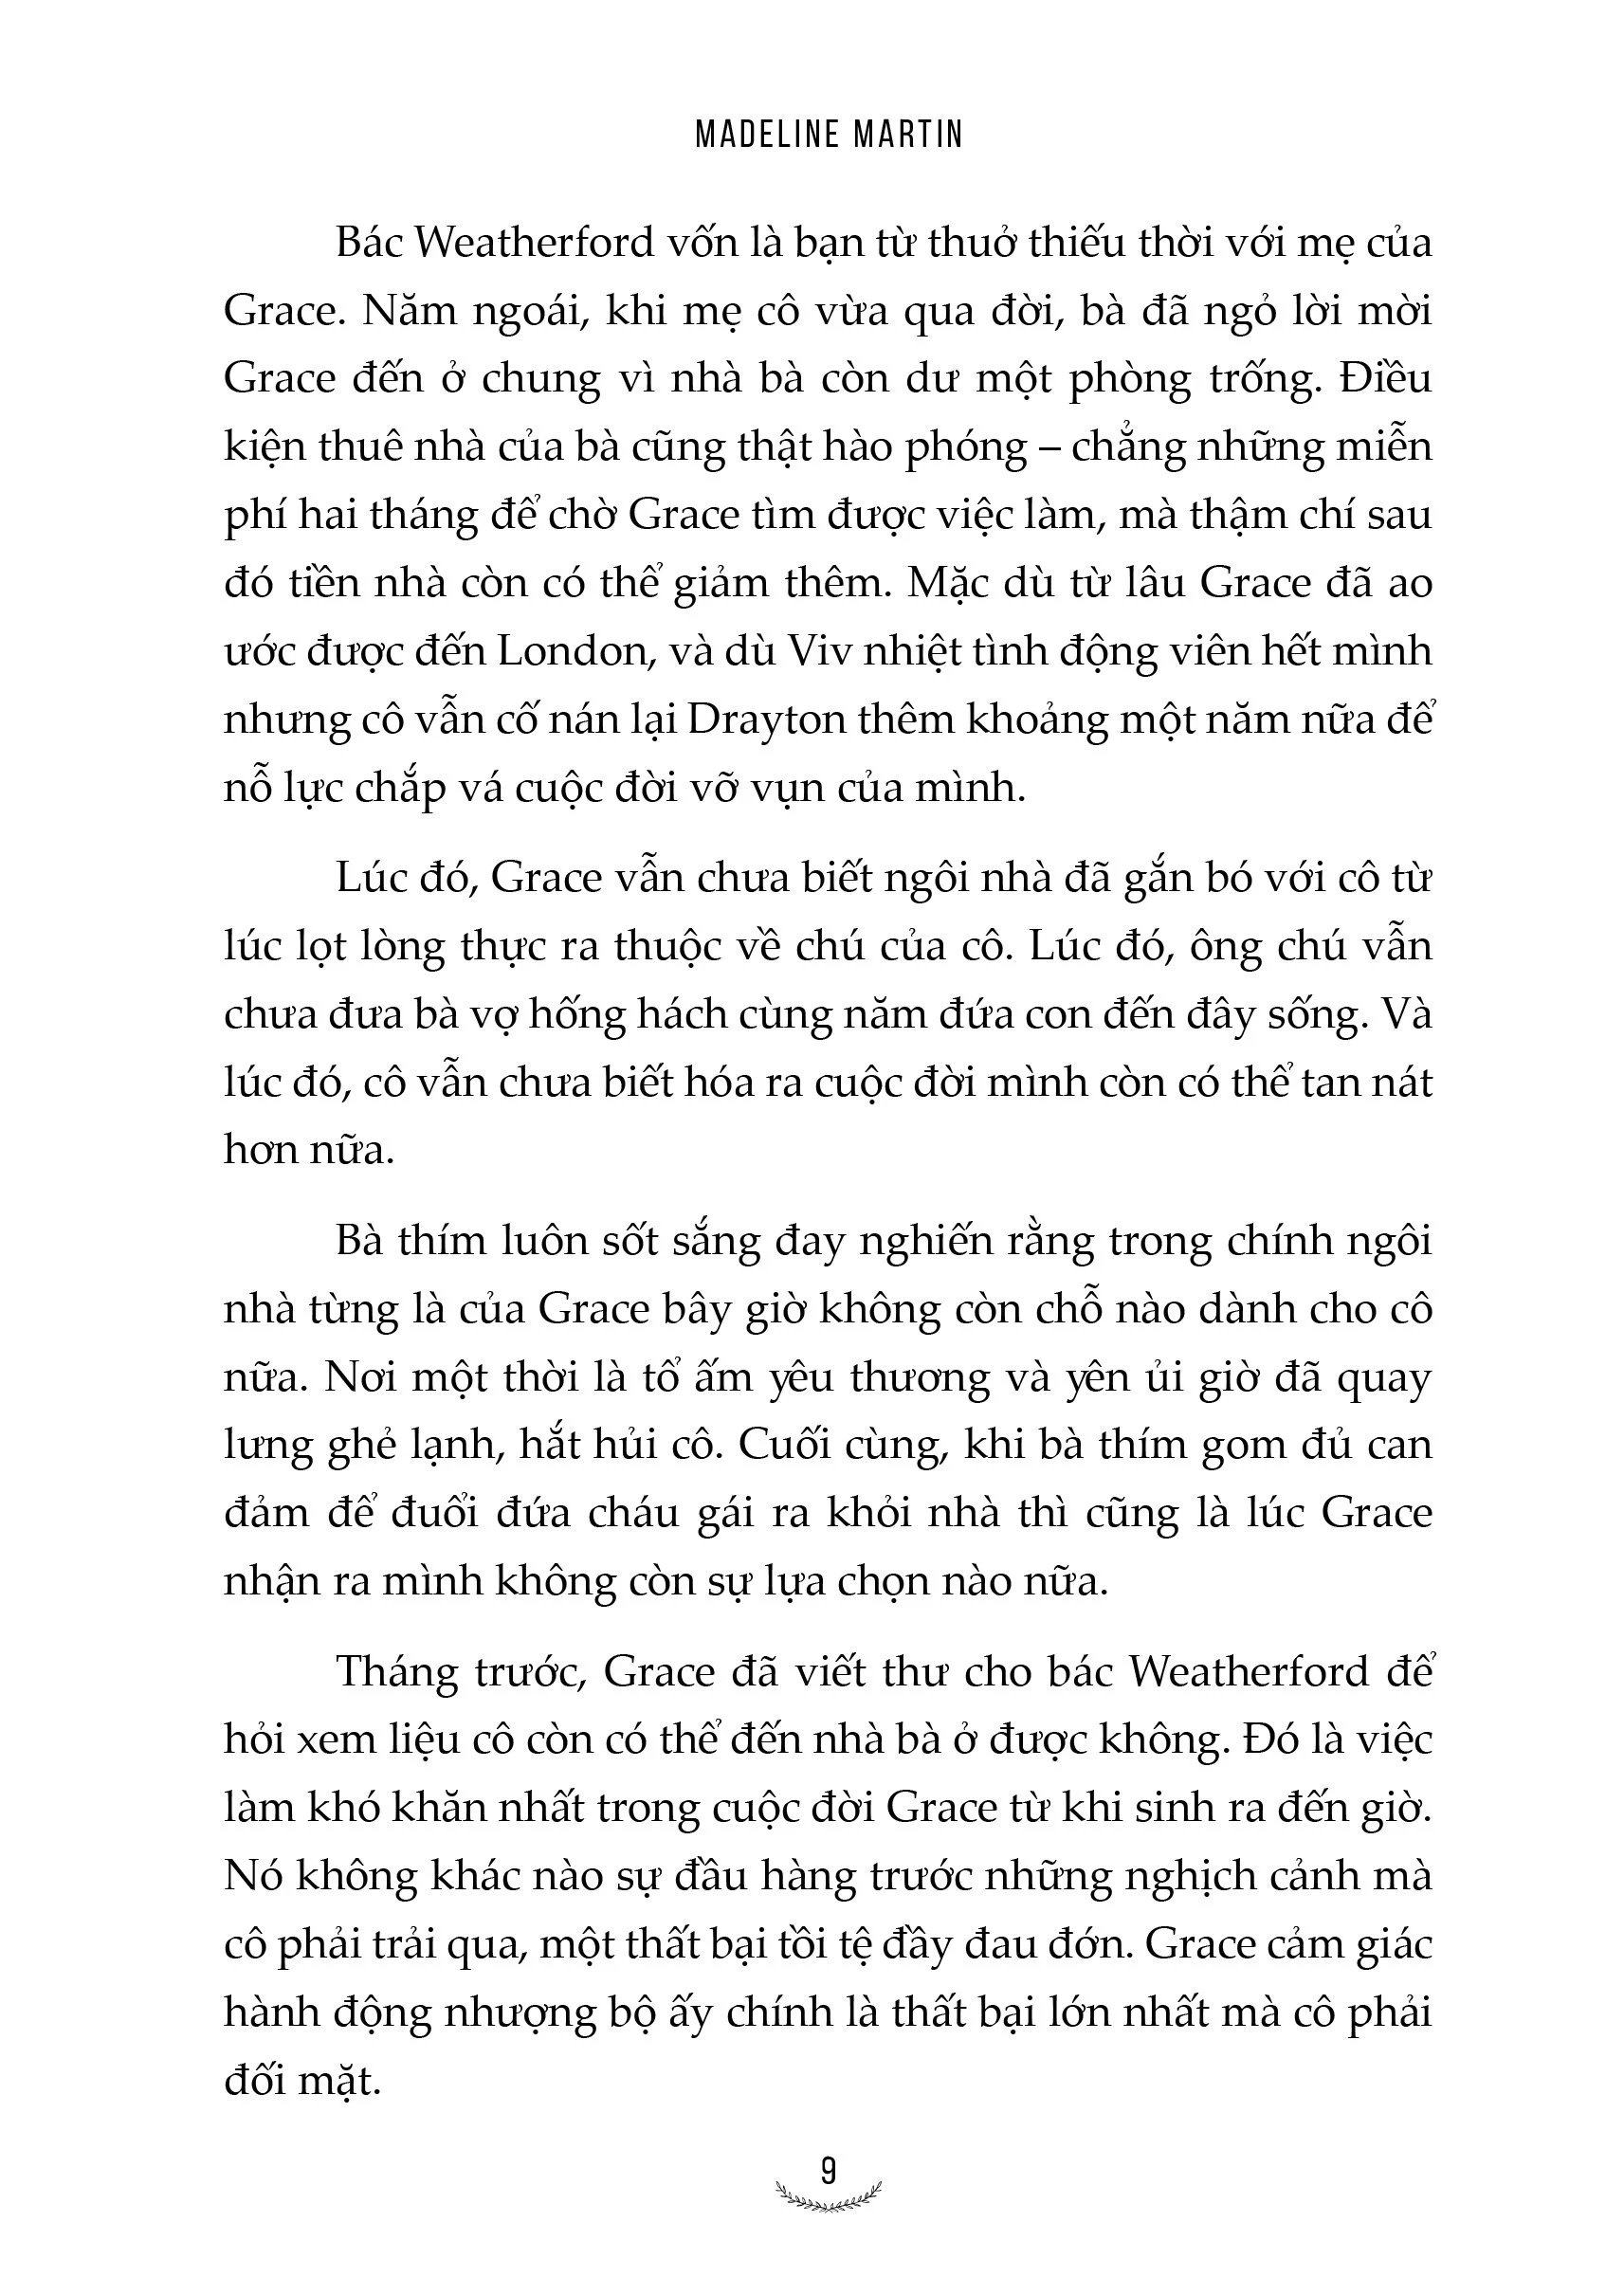 MADELINE MARTIN
Bác Weatherford vốn là bạn từ thuở thiếu thời với mẹ của
Grace. Năm ngoái, khi mẹ cô vừa qua đời, bà đã ngỏ lời mời
Grace đến ở chung vì nhà bà còn dư một phòng trống. Điều
kiện thuê nhà của bà cũng thật hào phóng – chẳng những miễn
phí hai tháng để chờ Grace tìm được việc làm, mà thậm chí sau
đó tiền nhà còn có thể giảm thêm. Mặc dù từ lâu Grace đã ao
ước được đến London, và dù Viv nhiệt tình động viên hết mình
nhưng cô vẫn cố nán lại Drayton thêm khoảng một năm nữa để
nỗ lực chắp vá cuộc đời vỡ vụn của mình.
Lúc đó, Grace vẫn chưa biết ngôi nhà đã gắn bó với cô từ
lúc lọt lòng thực ra thuộc về chú của cô. Lúc đó, ông chú vẫn
chưa đưa bà vợ hống hách cùng năm đứa con đến đây sống. Và
lúc đó, cô vẫn chưa biết hóa ra cuộc đời mình còn có thể tan nát
hơn nữa.
Bà thím luôn sốt sắng đay nghiến rằng trong chính ngôi
nhà từng là của Grace bây giờ không còn chỗ nào dành cho cô
nữa. Nơi một thời là tổ ấm yêu thương và yên ủi giờ đã quay
lưng ghẻ lạnh, hắt hủi cô. Cuối cùng, khi bà thím gom đủ can
đảm để đuổi đứa cháu gái ra khỏi nhà thì cũng là lúc Grace
nhận ra mình không còn sự lựa chọn nào nữa.
Tháng trước, Grace đã viết thư cho bác Weatherford để
hỏi xem liệu cô còn có thể đến nhà bà ở được không. Đó là việc
làm khó khăn nhất trong cuộc đời Grace từ khi sinh ra đến giờ.
Nó không khác nào sự đầu hàng trước những nghịch cảnh mà
cô phải trải qua, một thất bại tồi tệ đầy đau đớn. Grace cảm giác
hành động nhượng bộ ấy chính là thất bại lớn nhất mà cô phải
đối mặt.
9